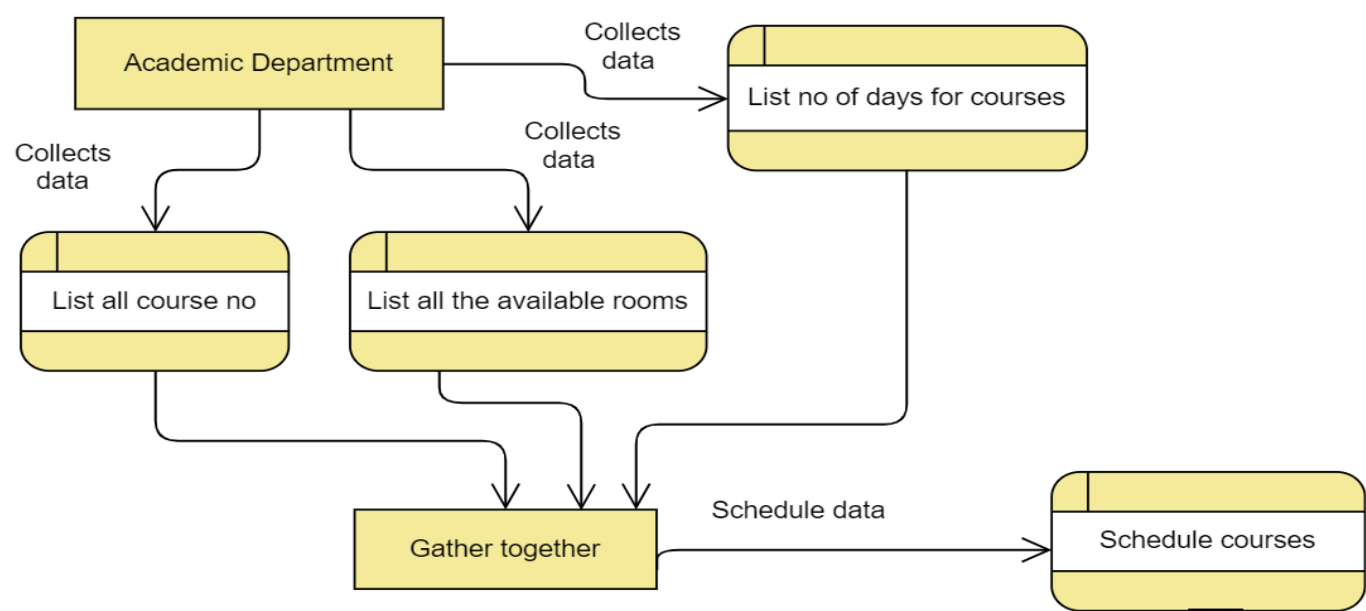 Academic Department
Collects
data
List no of days for courses
Collects
data
Collects
data
List all course no
List all the available rooms
Gather together
Schedule data
Schedule courses